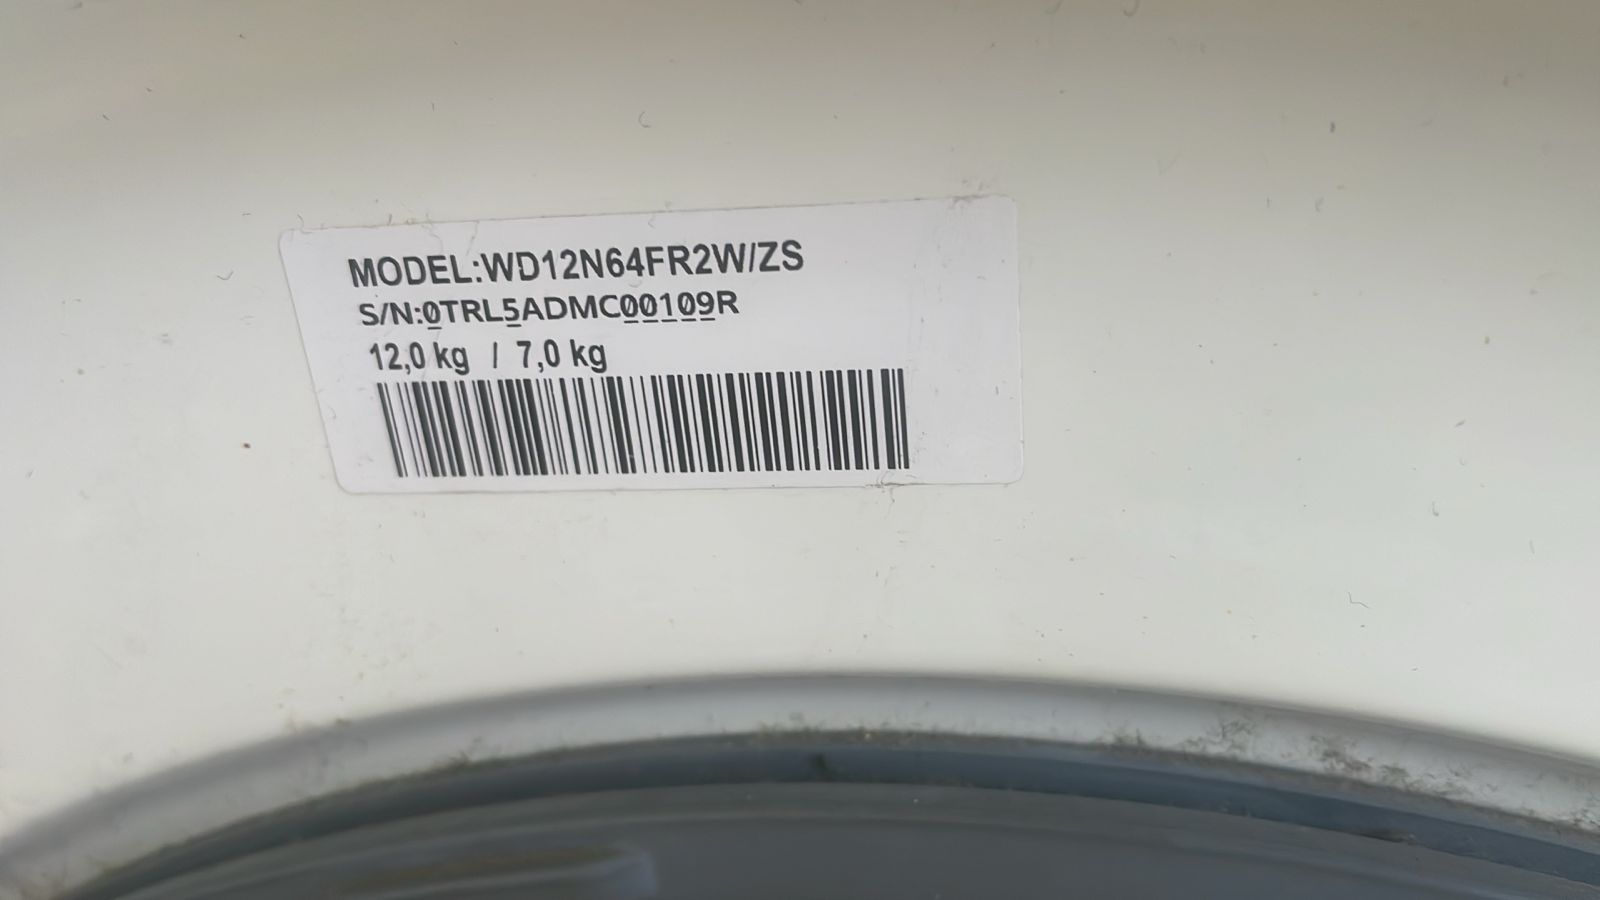 MODEL:WD12N64FR2W/ZS
S/N:0TRL5ADMC00109R
12,0 kg / 7,0 kg